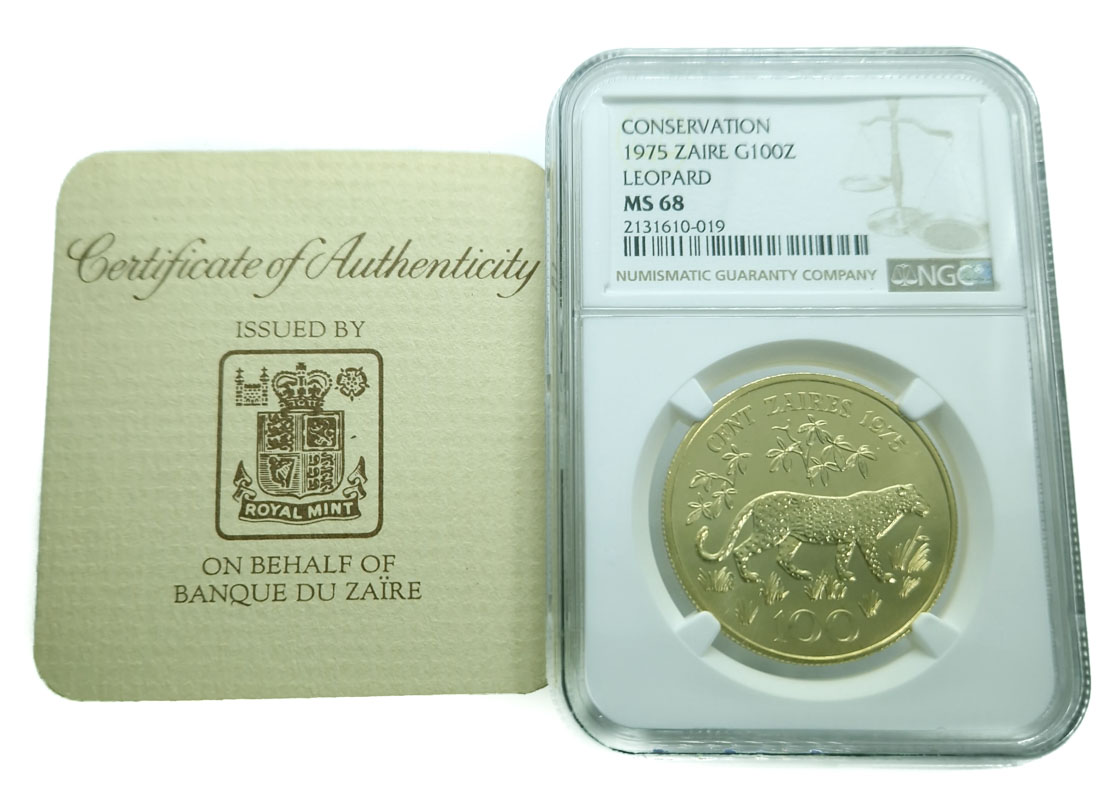 Certificate of Authenticity
ISSUED BY
ROYAL MINT
ON BEHALF OF
BANQUE DU ZAÏRE
CONSERVATION
1975 ZAIRE G100Z
LEOPARD
MS 68
2131610-019
NUMISMATIC GUARANTY COMPANY
NGC
CENT ZAIRES 1975
100